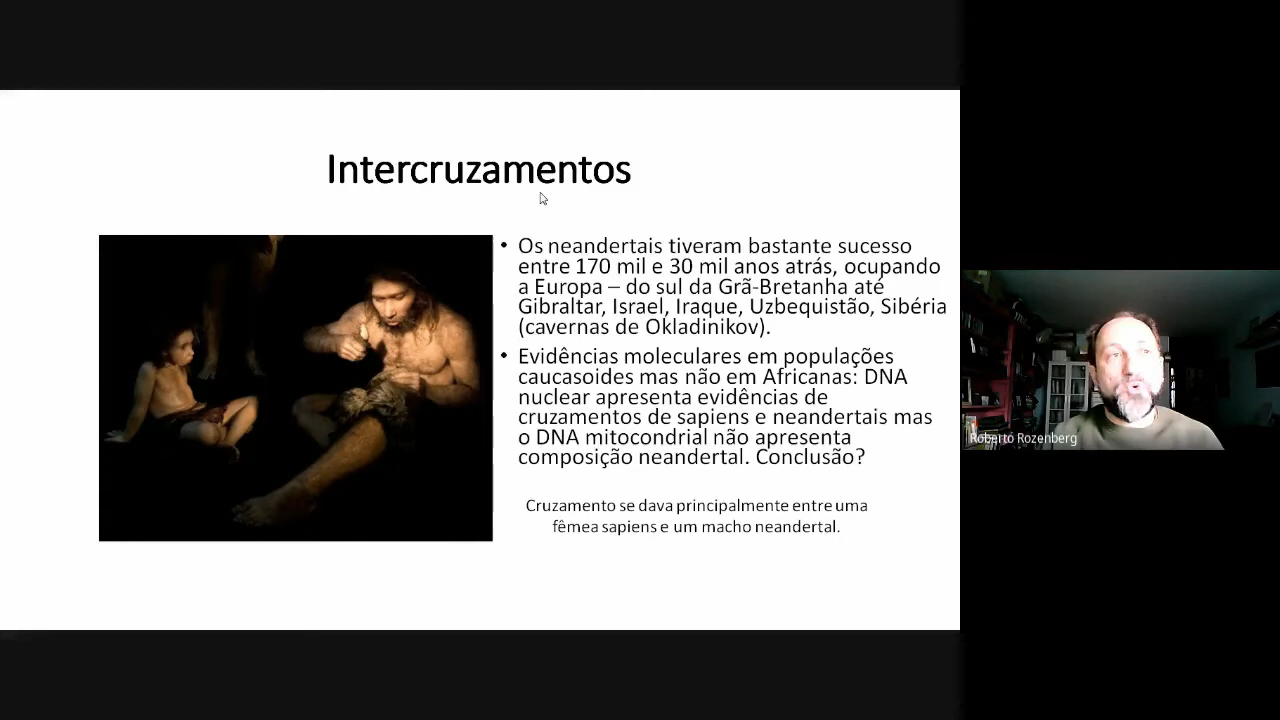 Intercruzamentos
• Os neandertais tiveram bastante sucesso
entre 170 mil e 30 mil anos atrás, ocupando
a Europa – do sul da Grã-Bretanha até
Gibraltar, Israel, Iraque, Uzbequistão, Sibéria
(cavernas de Okladinikov).
• Evidências moleculares em populações
caucasoides mas não em Africanas: DNA
nuclear apresenta evidências de
cruzamentos de sapiens e neandertais mas
o DNA mitocondrial não apresenta
composição neandertal. Conclusão?
Cruzamento se dava principalmente entre uma
fêmea sapiens e um macho neandertal.
Roberto Rozenberg